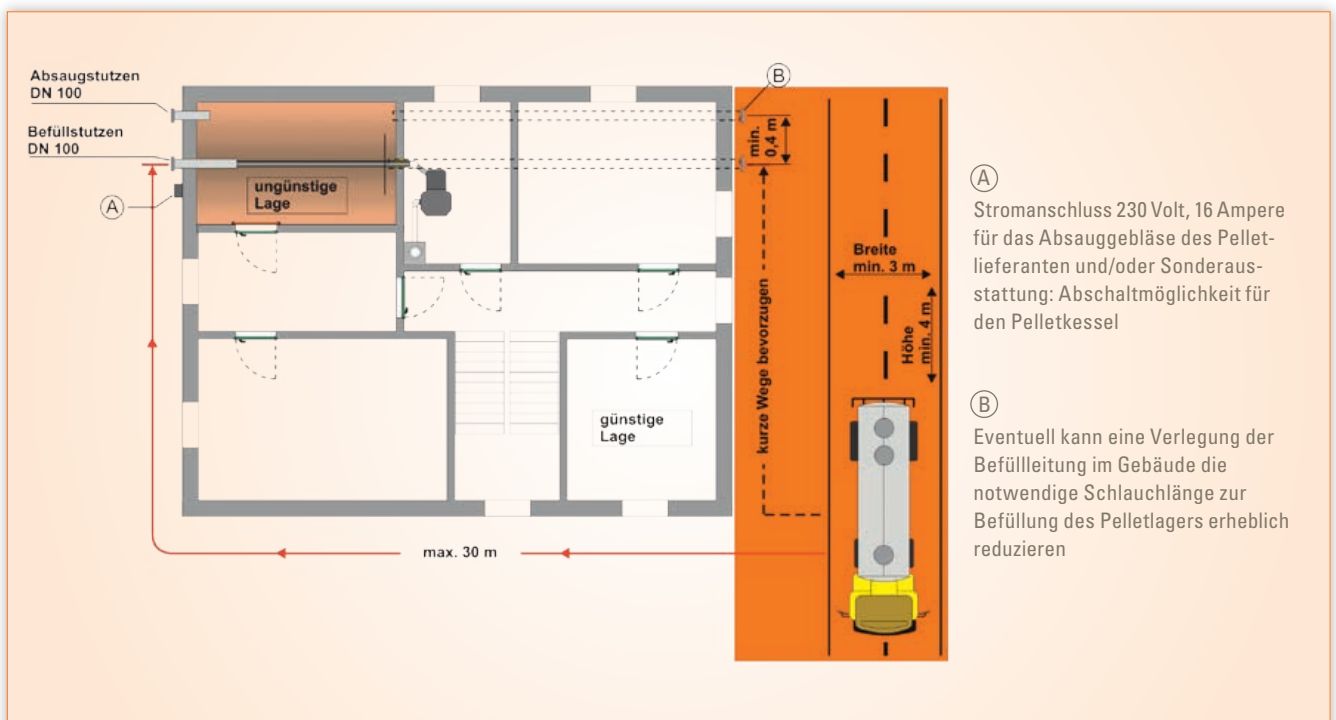 Absaugstutzen
DN 100
Befüllstutzen
DN 100
A
ungünstige
Lage
B
min.
0,4 m
kurze Wege bevorzugen
Breite
min. 3 m
Höhe
min. 4 m
günstige
Lage
max. 30 m
A
Stromanschluss 230 Volt, 16 Ampere
für das Absauggebläse des Pellet-
lieferanten und/oder Sonderaus-
stattung: Abschaltmöglichkeit für
den Pelletkessel
B
Eventuell kann eine Verlegung der
Befüllleitung im Gebäude die
notwendige Schlauchlänge zur
Befüllung des Pelletlagers erheblich
reduzieren